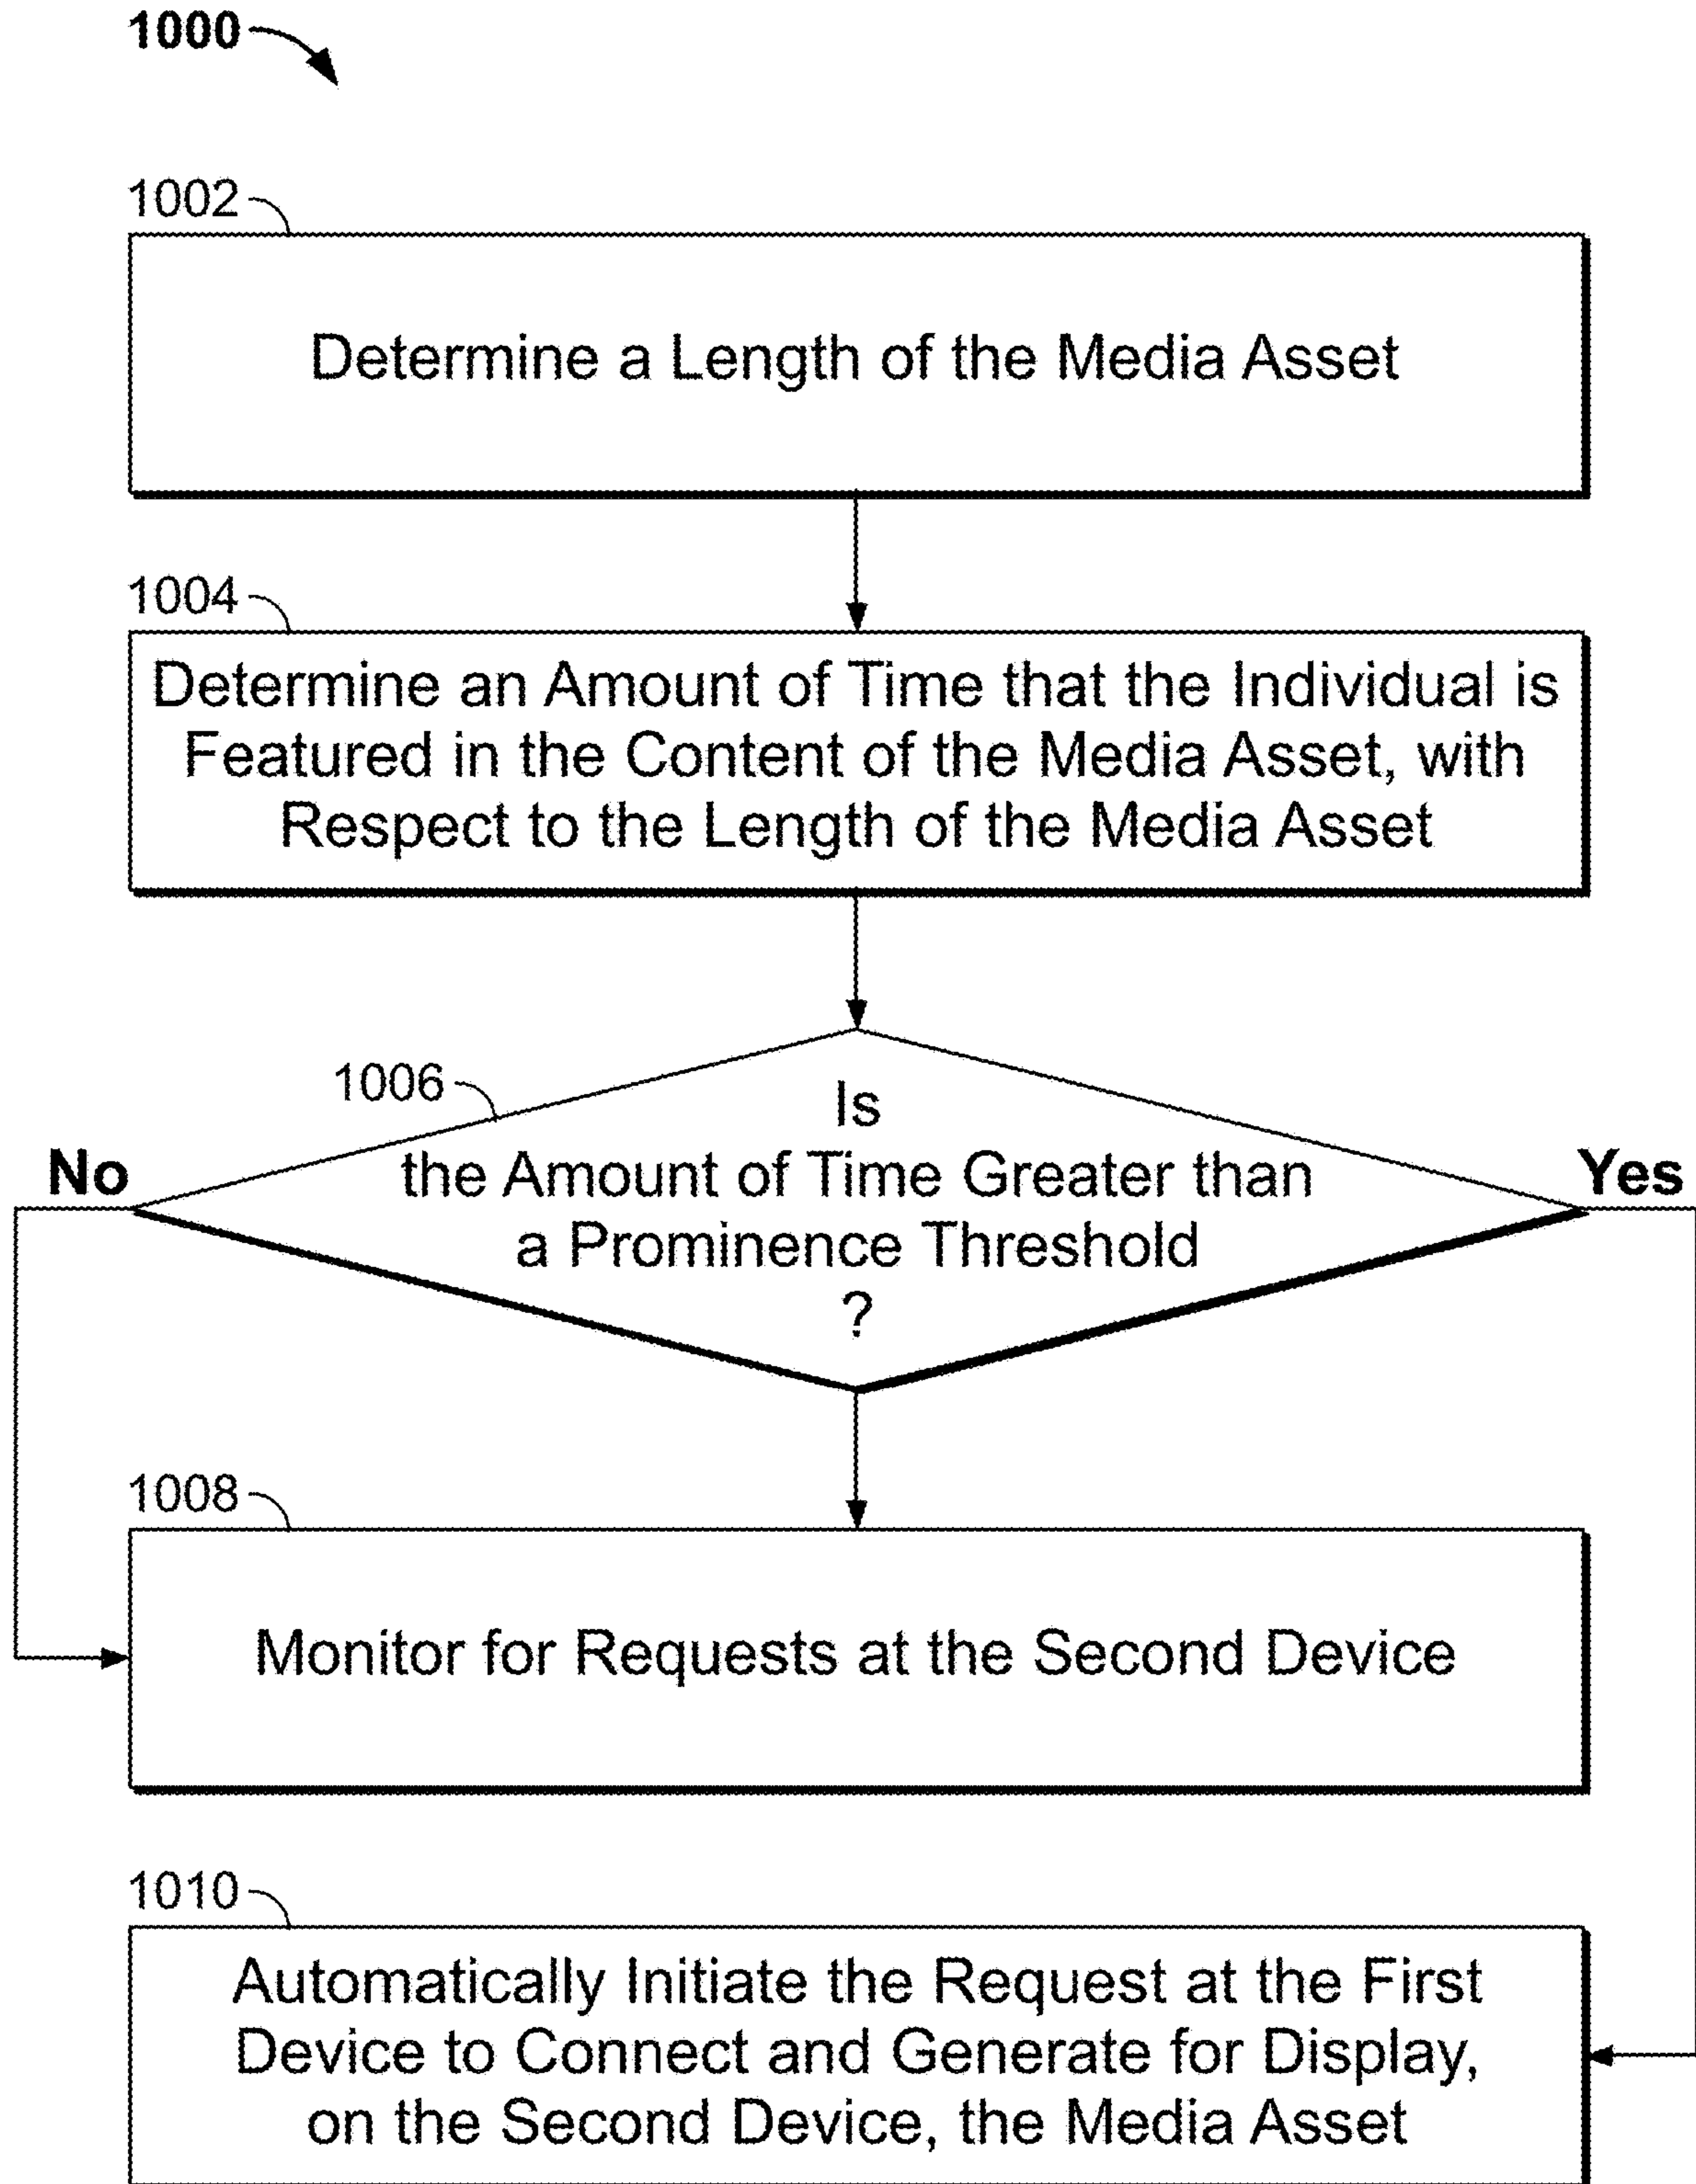 1000
1002
Determine a Length of the Media Asset
1004
Determine an Amount of Time that the Individual is
Featured in the Content of the Media Asset, with
Respect to the Length of the Media Asset
1006
Is
the Amount of Time Greater than
a Prominence Threshold
?
No
Yes
1008
Monitor for Requests at the Second Device
1010
Automatically Initiate the Request at the First
Device to Connect and Generate for Display,
on the Second Device, the Media Asset